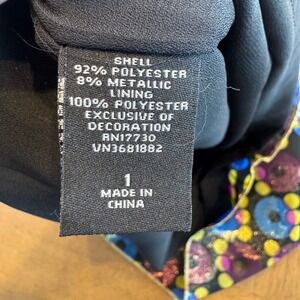 SHELL
92% POLYESTER
8% METALLIC
LINING
100% POLYESTER
EXCLUSIVE OF
DECORATION
RN17730
VN3681882
1
MADE IN
CHINA